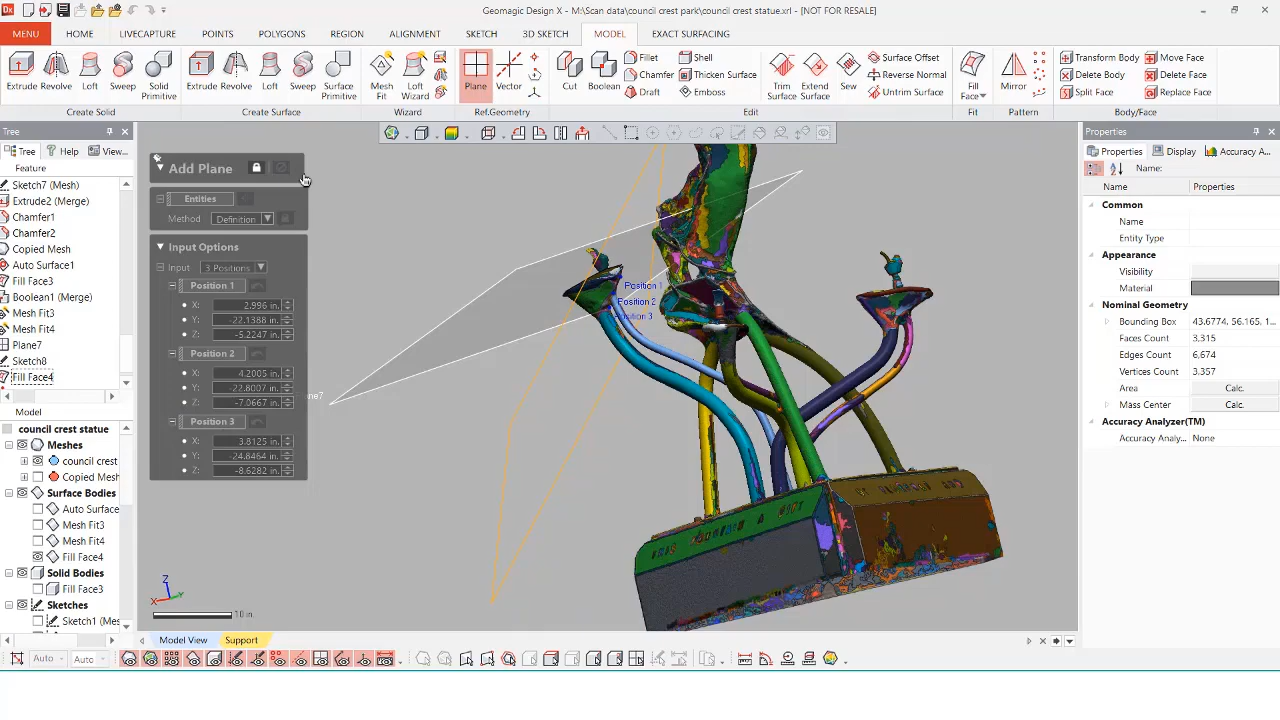 Geomagic Design X - [M:\Scan data\council crest park\council crest statue.xrl] - [NOT FOR RESALE]
MENU HOME LIVECAPTURE POINTS POLYGONS REGION ALIGNMENT SKETCH 3D SKETCH MODEL EXACT SURFACING
Extrude Revolve Loft Sweep Solid Primitive
Create Solid
Extrude Revolve Loft Sweep Surface Primitive
Create Surface
Mesh Fit Loft Wizard
Wizard
Plane Vector
Ref.Geometry
Cut Boolean Fillet Chamfer Draft Shell Thicken Surface Emboss Trim Surface Extend Surface Sew Surface Offset Reverse Normal Untrim Surface
Edit
Fill Face
Fit
Mirror
Pattern
Transform Body Move Face
Delete Body Delete Face
Split Face Replace Face
Body/Face
Tree
Tree Help View...
Feature
Sketch7 (Mesh)
Extrude2 (Merge)
Chamfer1
Chamfer2
Copied Mesh
Auto Surface1
Fill Face3
Boolean1 (Merge)
Mesh Fit3
Mesh Fit4
Plane7
Sketch8
Fill Face4
Model
council crest statue
Meshes
council crest
Copied Mesh
Surface Bodies
Auto Surface
Mesh Fit3
Mesh Fit4
Fill Face4
Solid Bodies
Fill Face3
Sketches
Sketch1 (Mes
Add Plane
Entities
Method Definition
Input Options
Input 3 Positions
Position 1
X: 2.996 in.
Y: -22.1388 in.
Z: -5.2247 in.
Position 2
X: 4.2005 in.
Y: -22.8007 in.
Z: -7.0667 in.
Position 3
X: 3.8125 in.
Y: -24.8464 in.
Z: -8.6282 in.
ne7
Position 1
Position 2
Position 3
Z
X Y
10 in.
Model View Support
Auto Auto
Properties
Properties Display Accuracy A...
Name:
Name Properties
Common
Name
Entity Type
Appearance
Visibility
Material
Nominal Geometry
Bounding Box 43.6774, 56.165, 1...
Faces Count 3,315
Edges Count 6,674
Vertices Count 3,357
Area Calc.
Mass Center Calc.
Accuracy Analyzer(TM)
Accuracy Analy... None